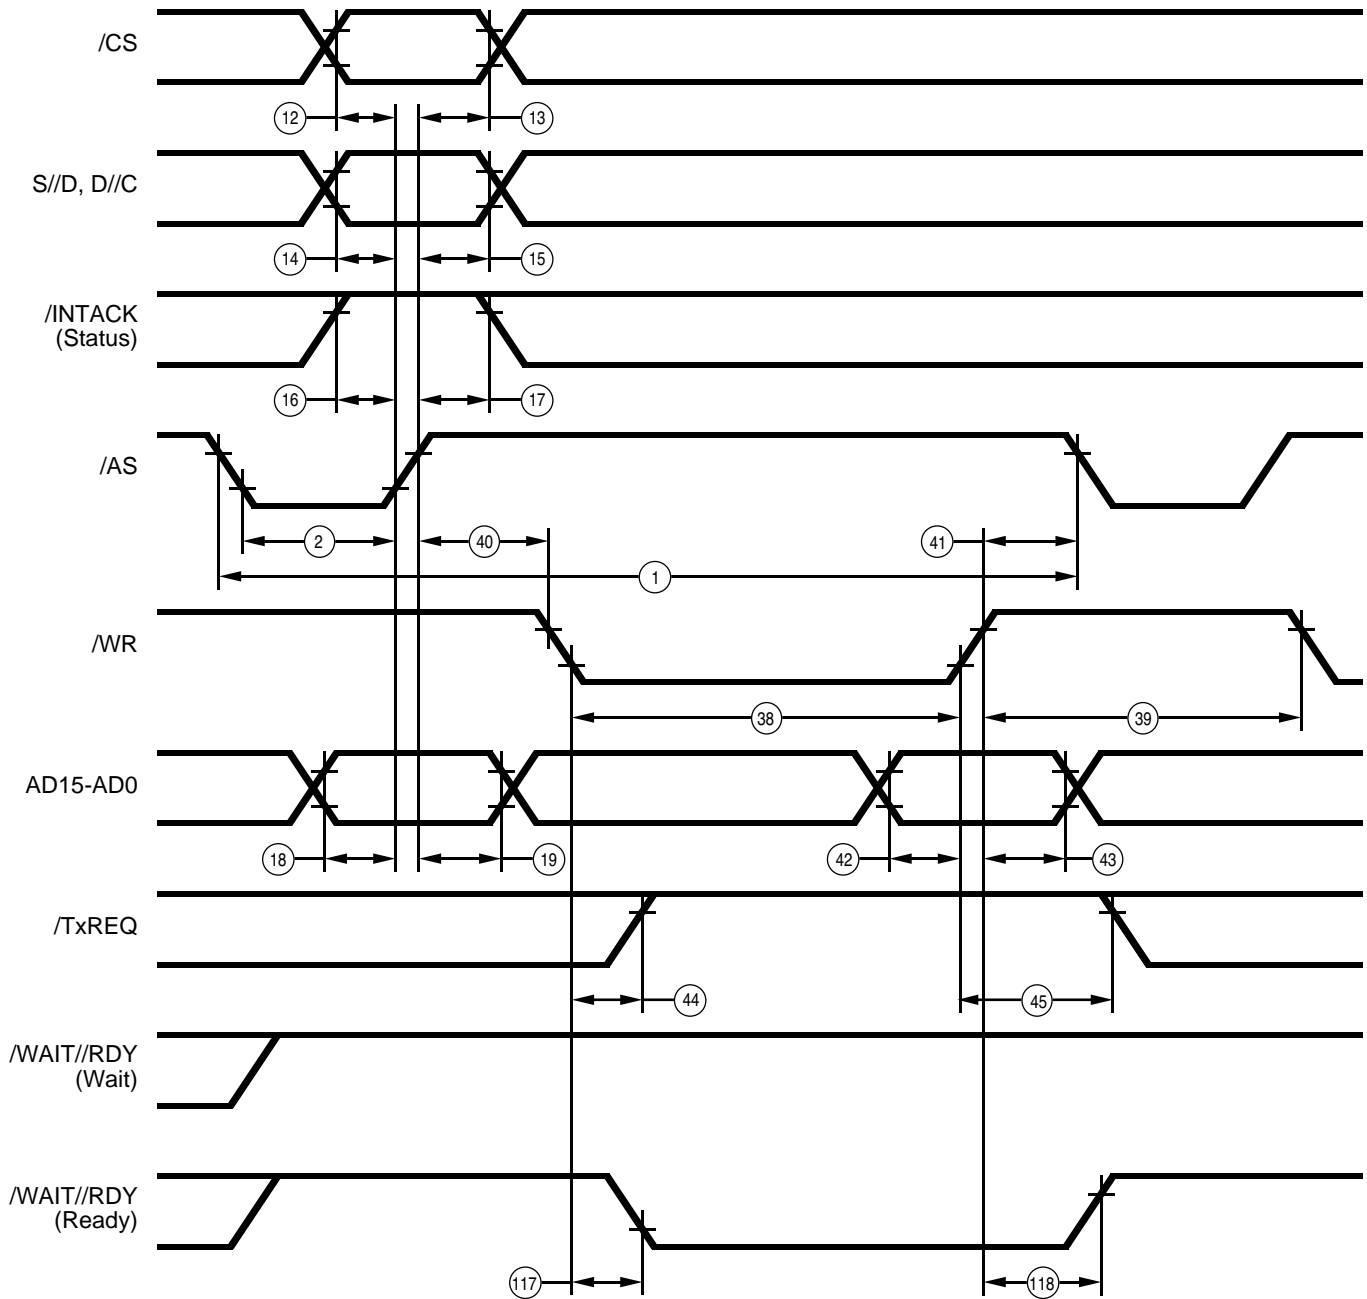 /CS
12
13
S//D, D//C
14
15
/INTACK
(Status)
16
17
/AS
2
40
41
1
/WR
38
39
AD15-AD0
18
19
42
43
/TxREQ
44
45
/WAIT//RDY
(Wait)
/WAIT//RDY
(Ready)
117
118